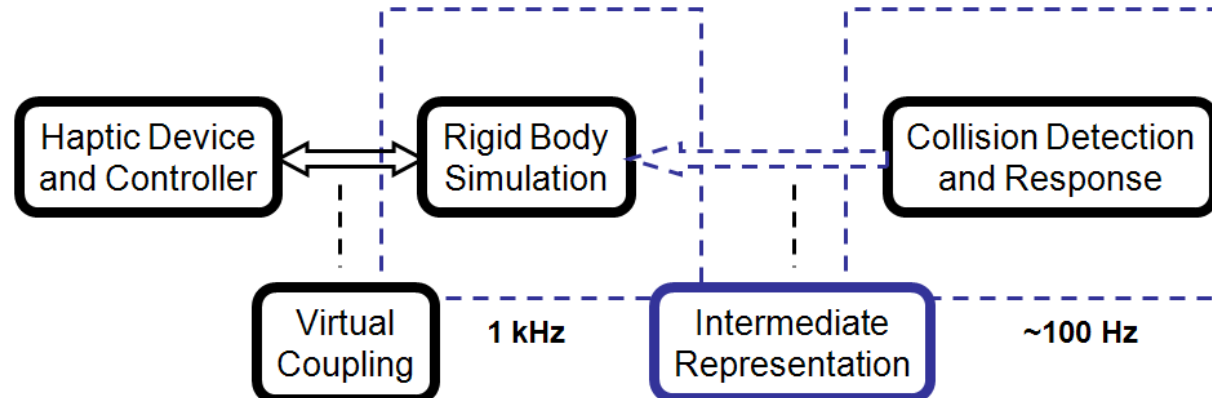 Haptic Device
and Controller
Rigid Body
Simulation
Collision Detection
and Response
Virtual
Coupling
1 kHz
Intermediate
Representation
~100 Hz